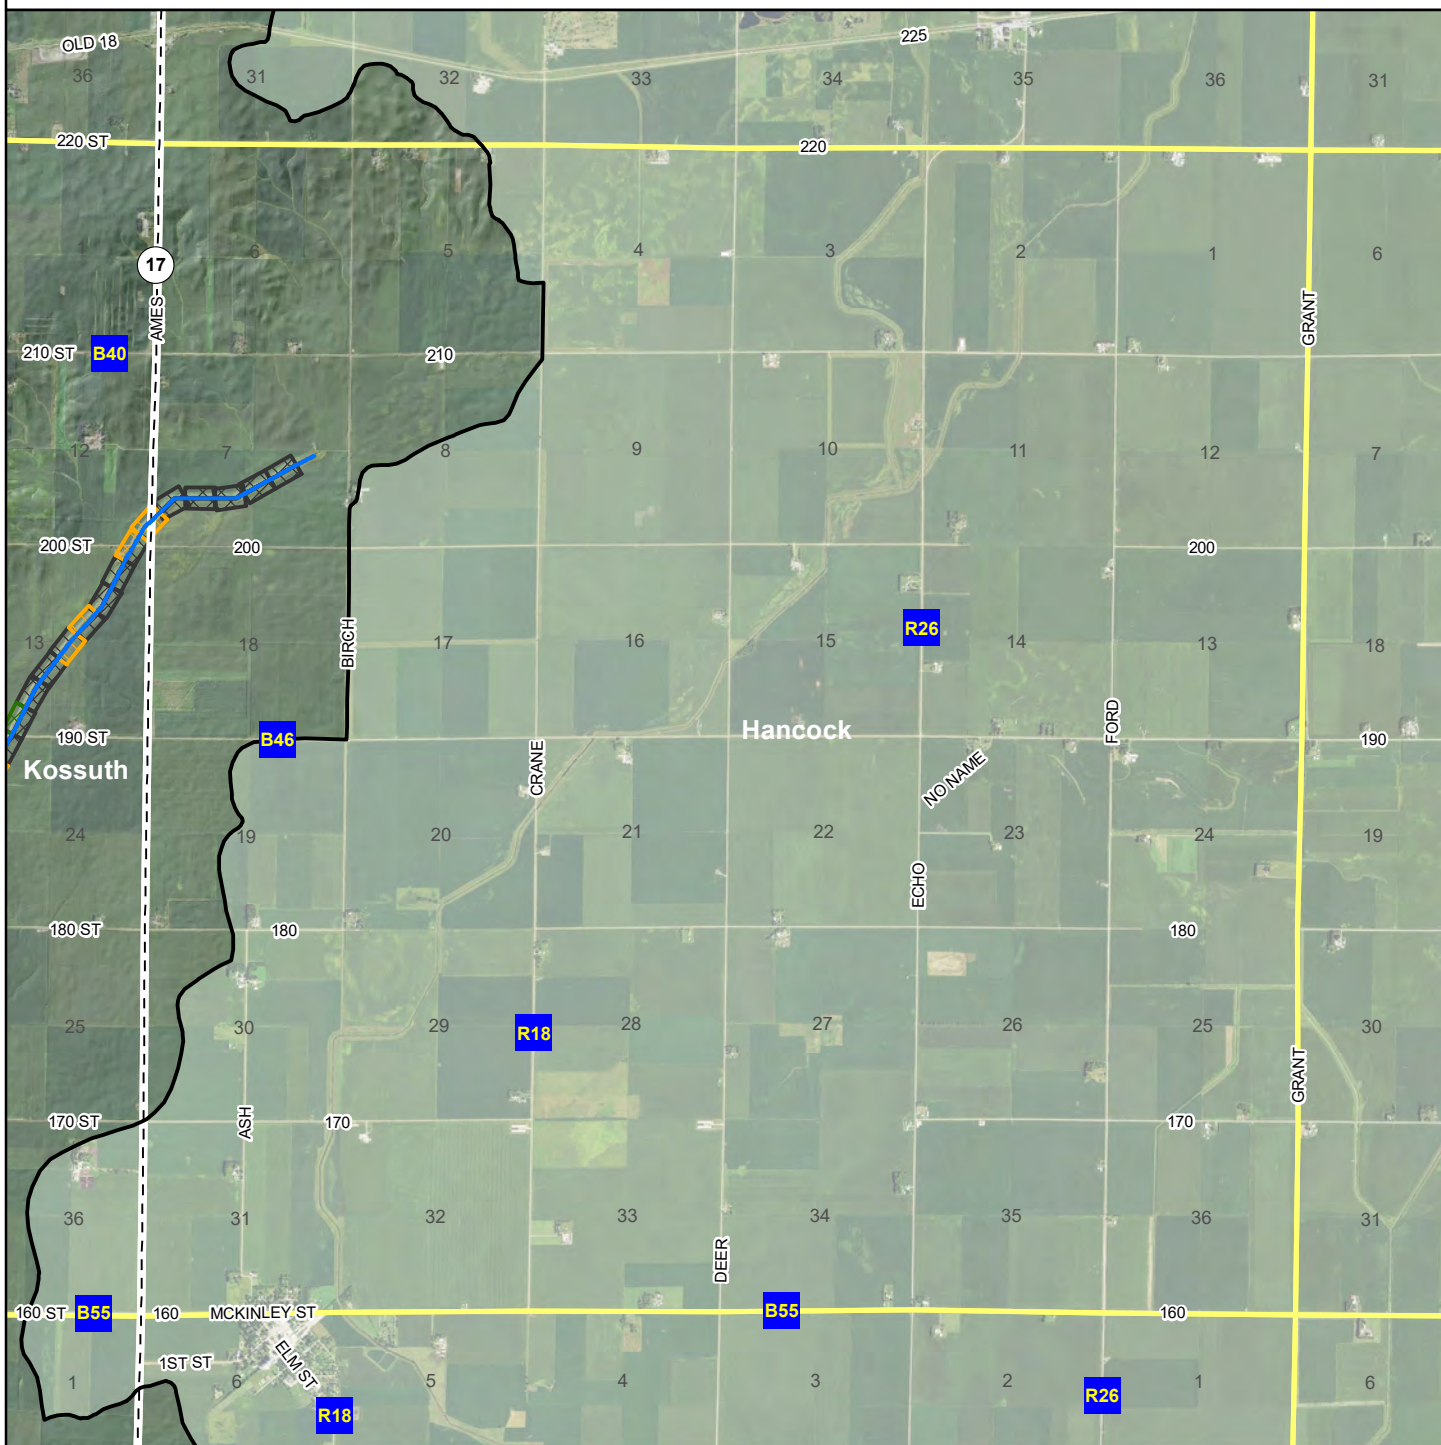 OLD 18
225
36
31
32
33
34
35
36
31
220 ST
220
6
5
4
3
2
1
6
17
AMES
GRANT
210 ST
B40
210
12
7
8
9
10
11
12
7
200 ST
200
200
13
18
BIRCH
17
16
15
R26
14
13
18
190 ST
B46
Hancock
FORD
190
Kossuth
CRANE
NO NAME
24
19
20
21
22
23
24
19
ECHO
180 ST
180
180
25
30
29
R18
28
27
26
25
30
GRANT
170 ST
ASH
170
170
36
31
32
33
34
35
36
31
DEER
160 ST
B55
160
MCKINLEY ST
B55
160
1ST ST
ELM ST
1
6
5
4
3
2
R26
1
6
R18